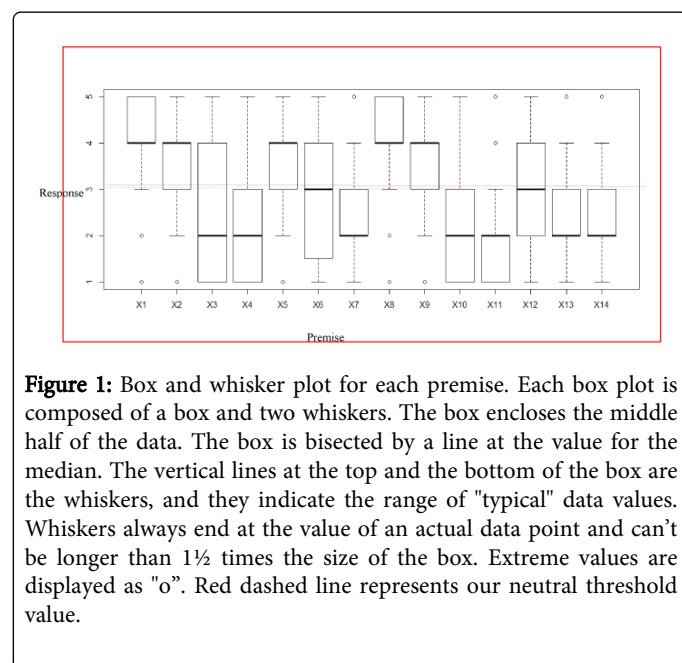 5
4
Response 3
2
1
X1 X2 X3 X4 X5 X6 X7 X8 X9 X10 X11 X12 X13 X14
Premise
Figure 1: Box and whisker plot for each premise. Each box plot is
composed of a box and two whiskers. The box encloses the middle
half of the data. The box is bisected by a line at the value for the
median. The vertical lines at the top and the bottom of the box are
the whiskers, and they indicate the range of "typical" data values.
Whiskers always end at the value of an actual data point and can’t
be longer than 1½ times the size of the box. Extreme values are
displayed as "o”. Red dashed line represents our neutral threshold
value.